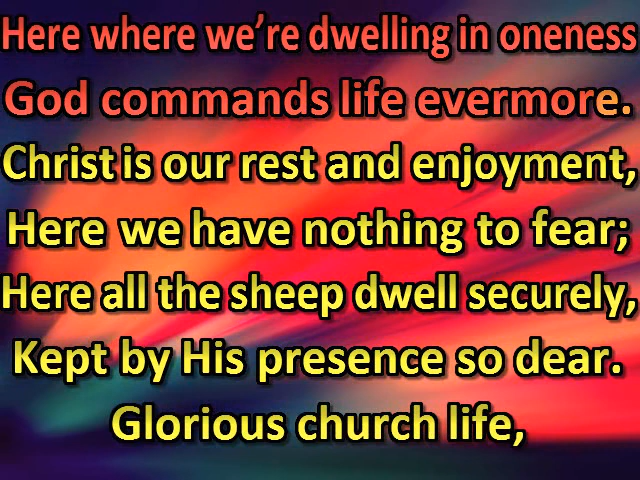 Here where we’re dwelling in oneness
God commands life evermore.
Christ is our rest and enjoyment,
Here we have nothing to fear;
Here all the sheep dwell securely,
Kept by His presence so dear.
Glorious church life,